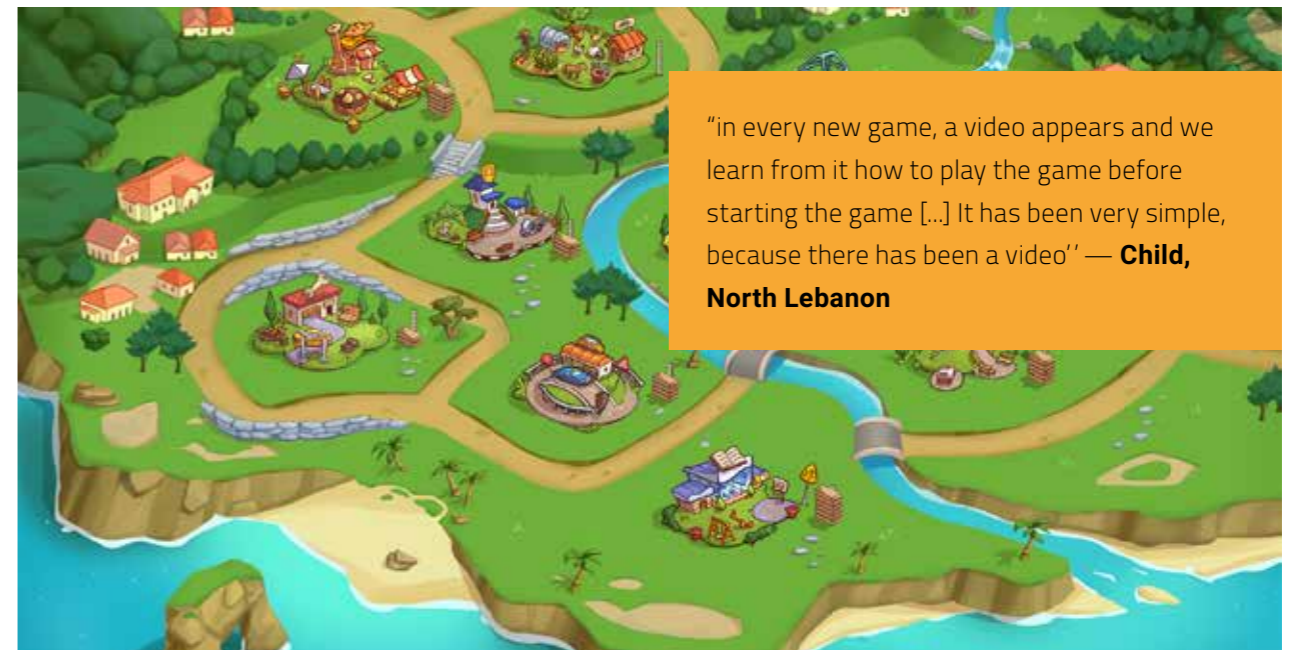 “in every new game, a video appears and we
learn from it how to play the game before
starting the game [...] It has been very simple,
because there has been a video’’ — Child,
North Lebanon